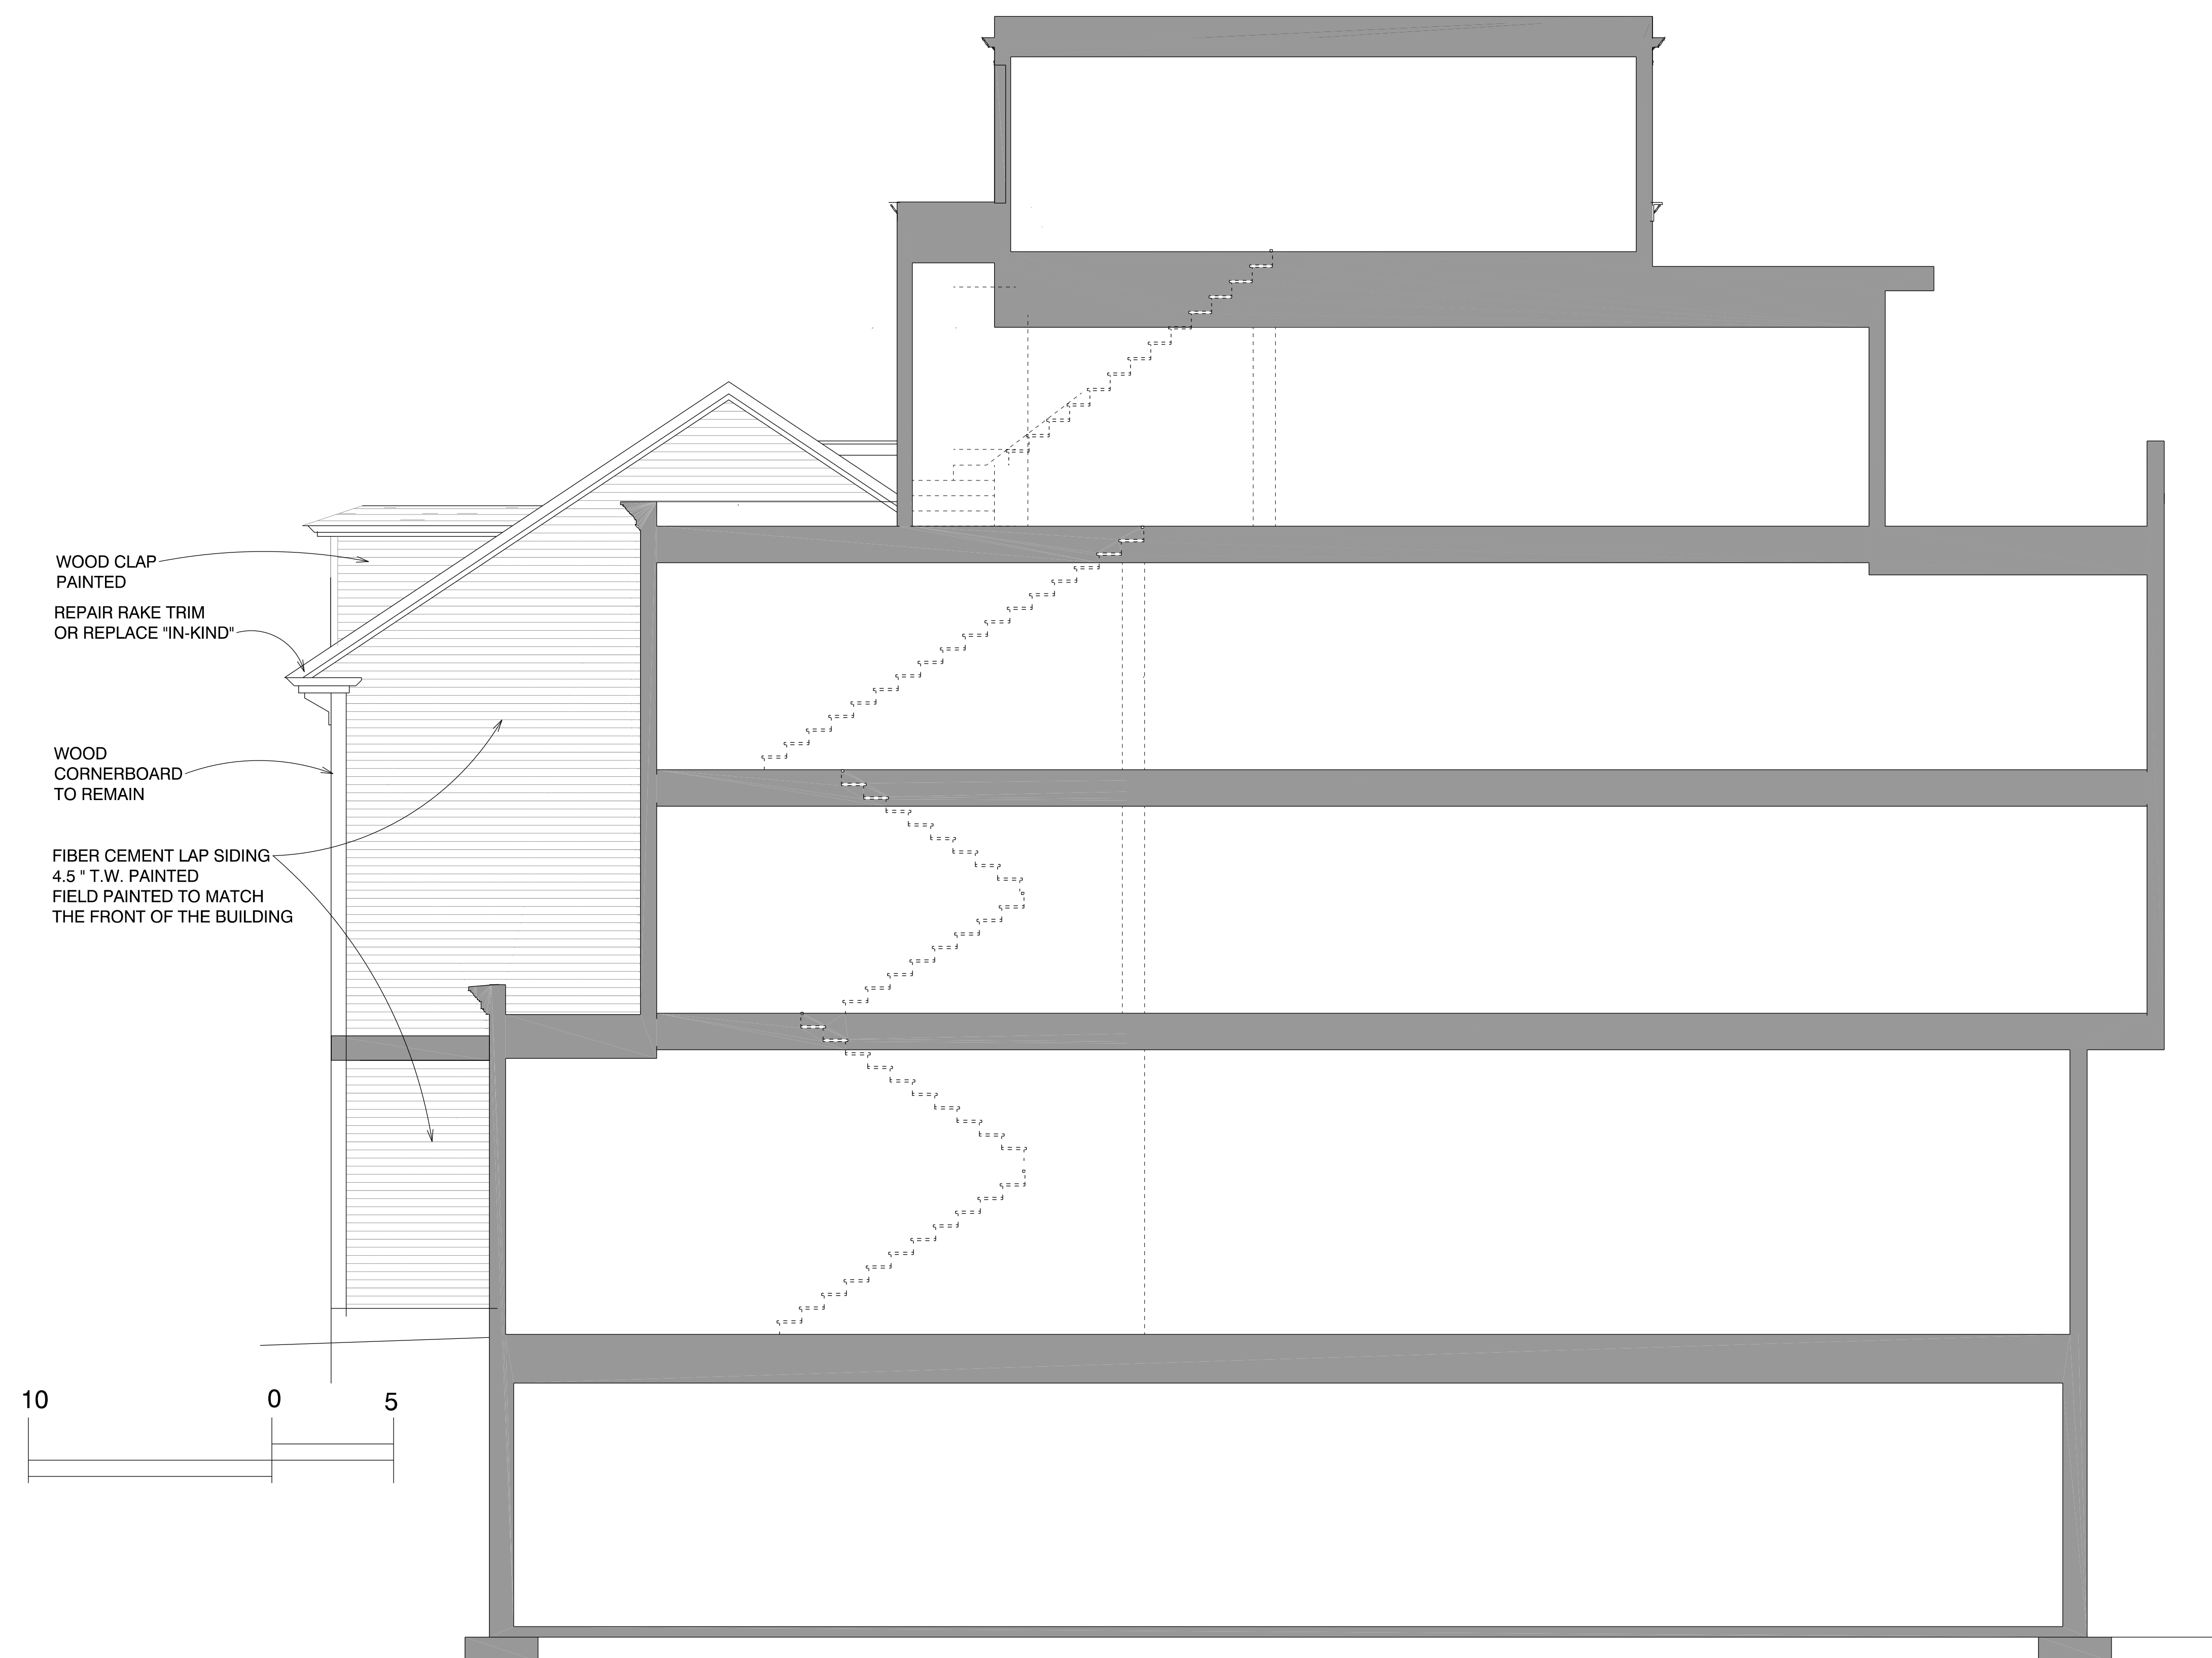 WOOD CLAP
PAINTED
REPAIR RAKE TRIM
OR REPLACE "IN-KIND"
WOOD
CORNERBOARD
TO REMAIN
FIBER CEMENT LAP SIDING
4.5 " T.W. PAINTED
FIELD PAINTED TO MATCH
THE FRONT OF THE BUILDING
10 0 5